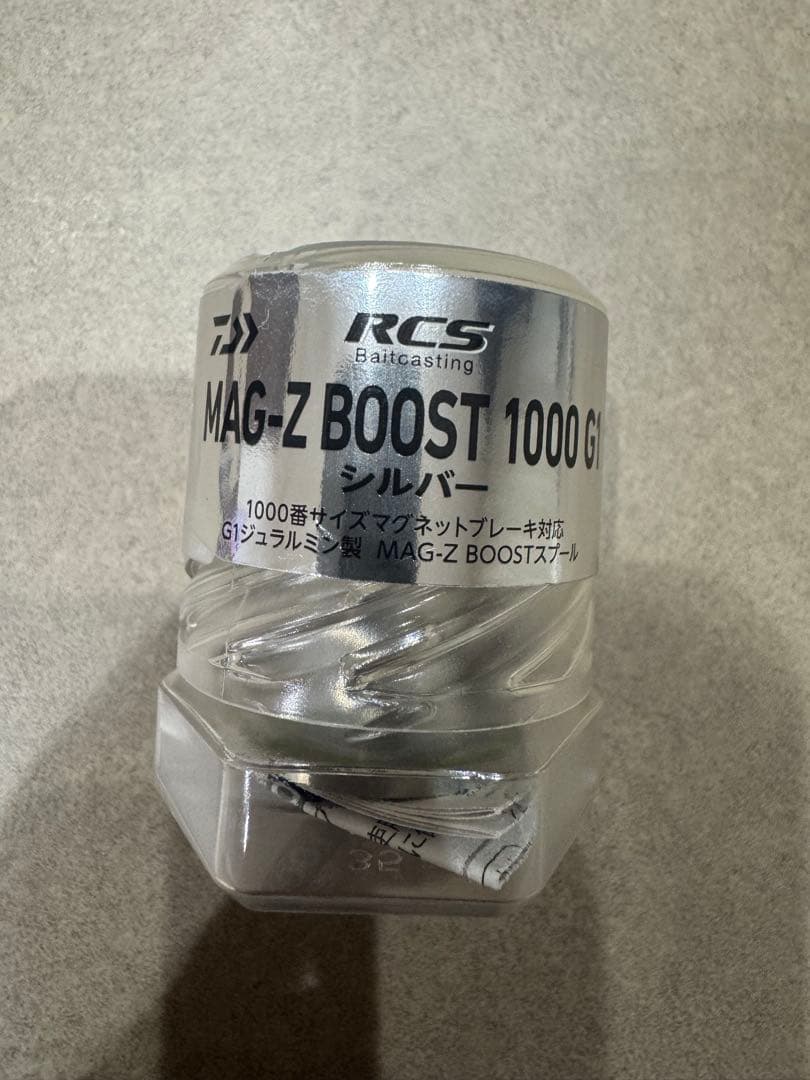 RCS
Baitcasting
MAG-Z BOOST 1000 G1
シルバー
1000番サイズマグネットブレーキ対応
G1ジュラルミン製 MAG-Z BOOSTスプール
35